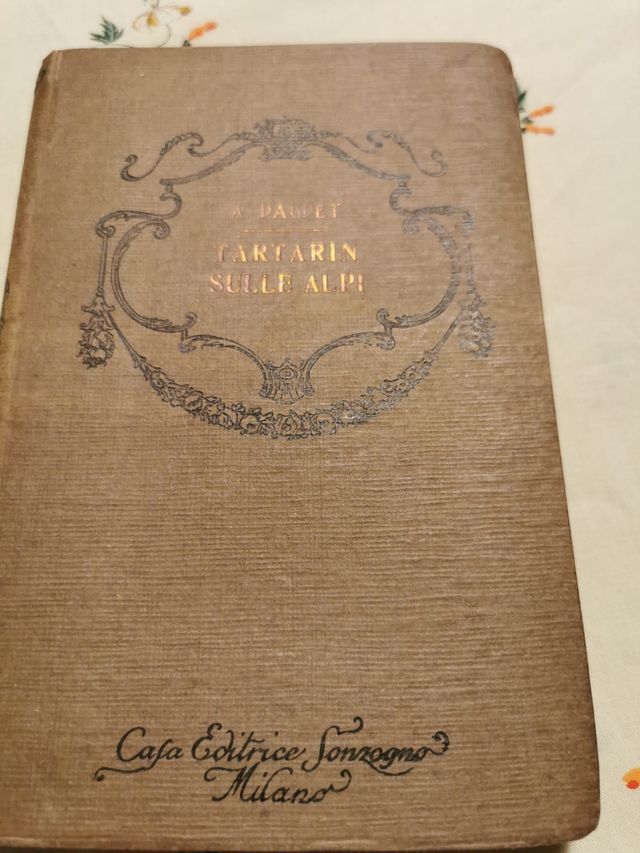 A. DAUDET
TARTARIN
SULLE ALPI
Casa Editrice Sonzogno
Milano